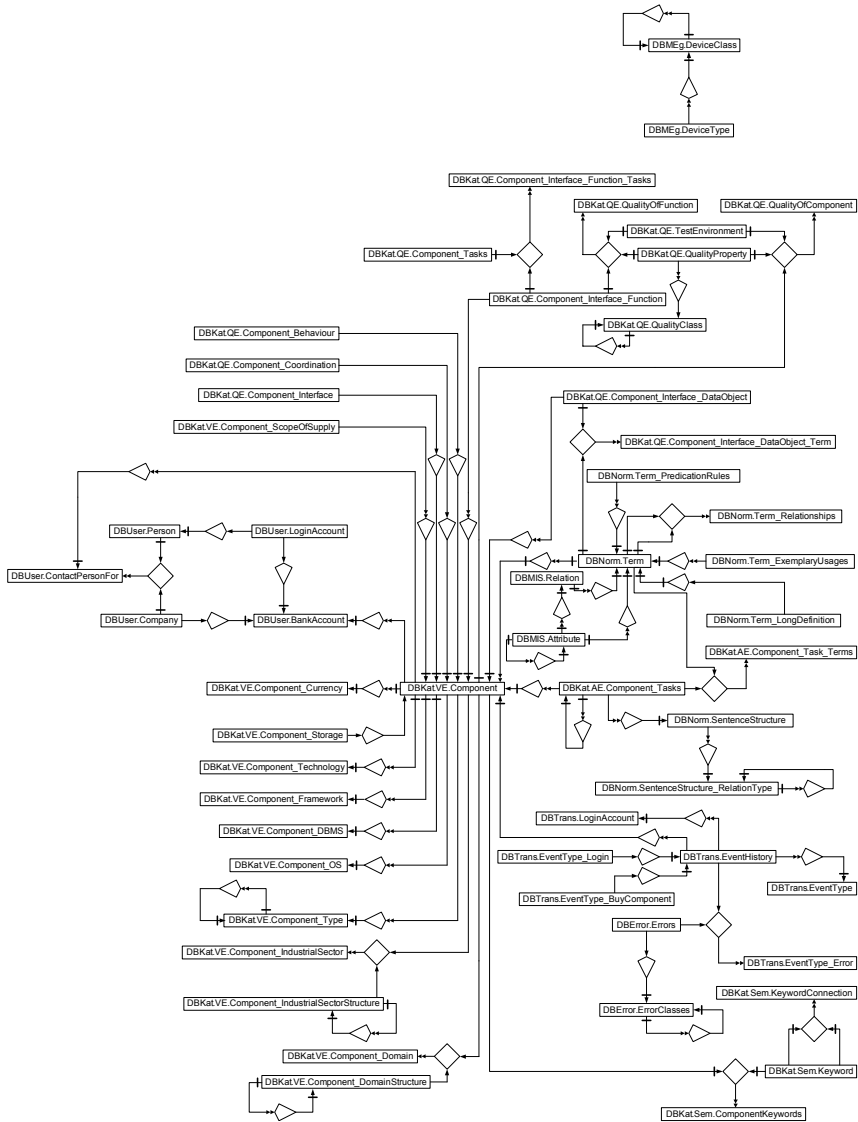 DBMEg.DeviceClass
DBMEg.DeviceType
DBKat.QE.Component_Interface_Function_Tasks
DBKat.QE.QualityOfFunction
DBKat.QE.QualityOfComponent
DBKat.QE.TestEnvironment
DBKat.QE.Component_Tasks
DBKat.QE.QualityProperty
DBKat.QE.Component_Interface_Function
DBKat.QE.QualityClass
DBKat.QE.Component_Behaviour
DBKat.QE.Component_Coordination
DBKat.QE.Component_Interface
DBKat.QE.Component_Interface_DataObject
DBKat.VE.Component_ScopeOfSupply
DBKat.QE.Component_Interface_DataObject_Term
DBNorm.Term_PredicationRules
DBNorm.Term_Relationships
DBUser.Person
DBUser.LoginAccount
DBNorm.Term
DBNorm.Term_ExemplaryUsages
DBUser.ContactPersonFor
DBMIS.Relation
DBUser.Company
DBUser.BankAccount
DBNorm.Term_LongDefinition
DBMIS.Attribute
DBKat.AE.Component_Task_Terms
DBKat.VE.Component_Currency
DBKat.VE.Component
DBKat.AE.Component_Tasks
DBNorm.SentenceStructure
DBKat.VE.Component_Storage
DBKat.VE.Component_Technology
DBNorm.SentenceStructure_RelationType
DBKat.VE.Component_Framework
DBTrans.LoginAccount
DBKat.VE.Component_DBMS
DBTrans.EventType_Login
DBTrans.EventHistory
DBKat.VE.Component_OS
DBTrans.EventType
DBTrans.EventType_BuyComponent
DBKat.VE.Component_Type
DBError.Errors
DBKat.VE.Component_IndustrialSector
DBTrans.EventType_Error
DBKat.Sem.KeywordConnection
DBKat.VE.Component_IndustrialSectorStructure
DBError.ErrorClasses
DBKat.VE.Component_Domain
DBKat.Sem.Keyword
DBKat.VE.Component_DomainStructure
DBKat.Sem.ComponentKeywords